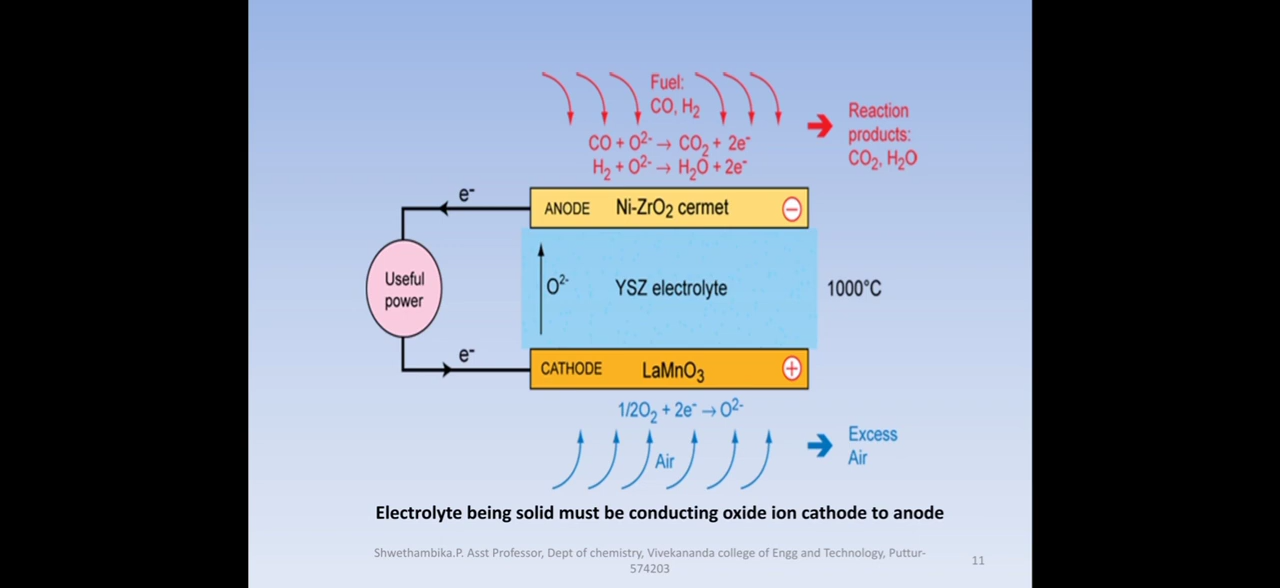 Fuel:
CO, H₂
CO + O²⁻ → CO₂ + 2e⁻
H₂ + O²⁻ → H₂O + 2e⁻
Reaction
products:
CO₂, H₂O
e⁻
ANODE Ni-ZrO₂ cermet −
Useful
power
O²⁻ YSZ electrolyte 1000°C
e⁻
CATHODE LaMnO₃ +
1/2O₂ + 2e⁻ → O²⁻
Air
Excess
Air
Electrolyte being solid must be conducting oxide ion cathode to anode
Shwethambika.P. Asst Professor, Dept of chemistry, Vivekananda college of Engg and Technology, Puttur-
574203
11